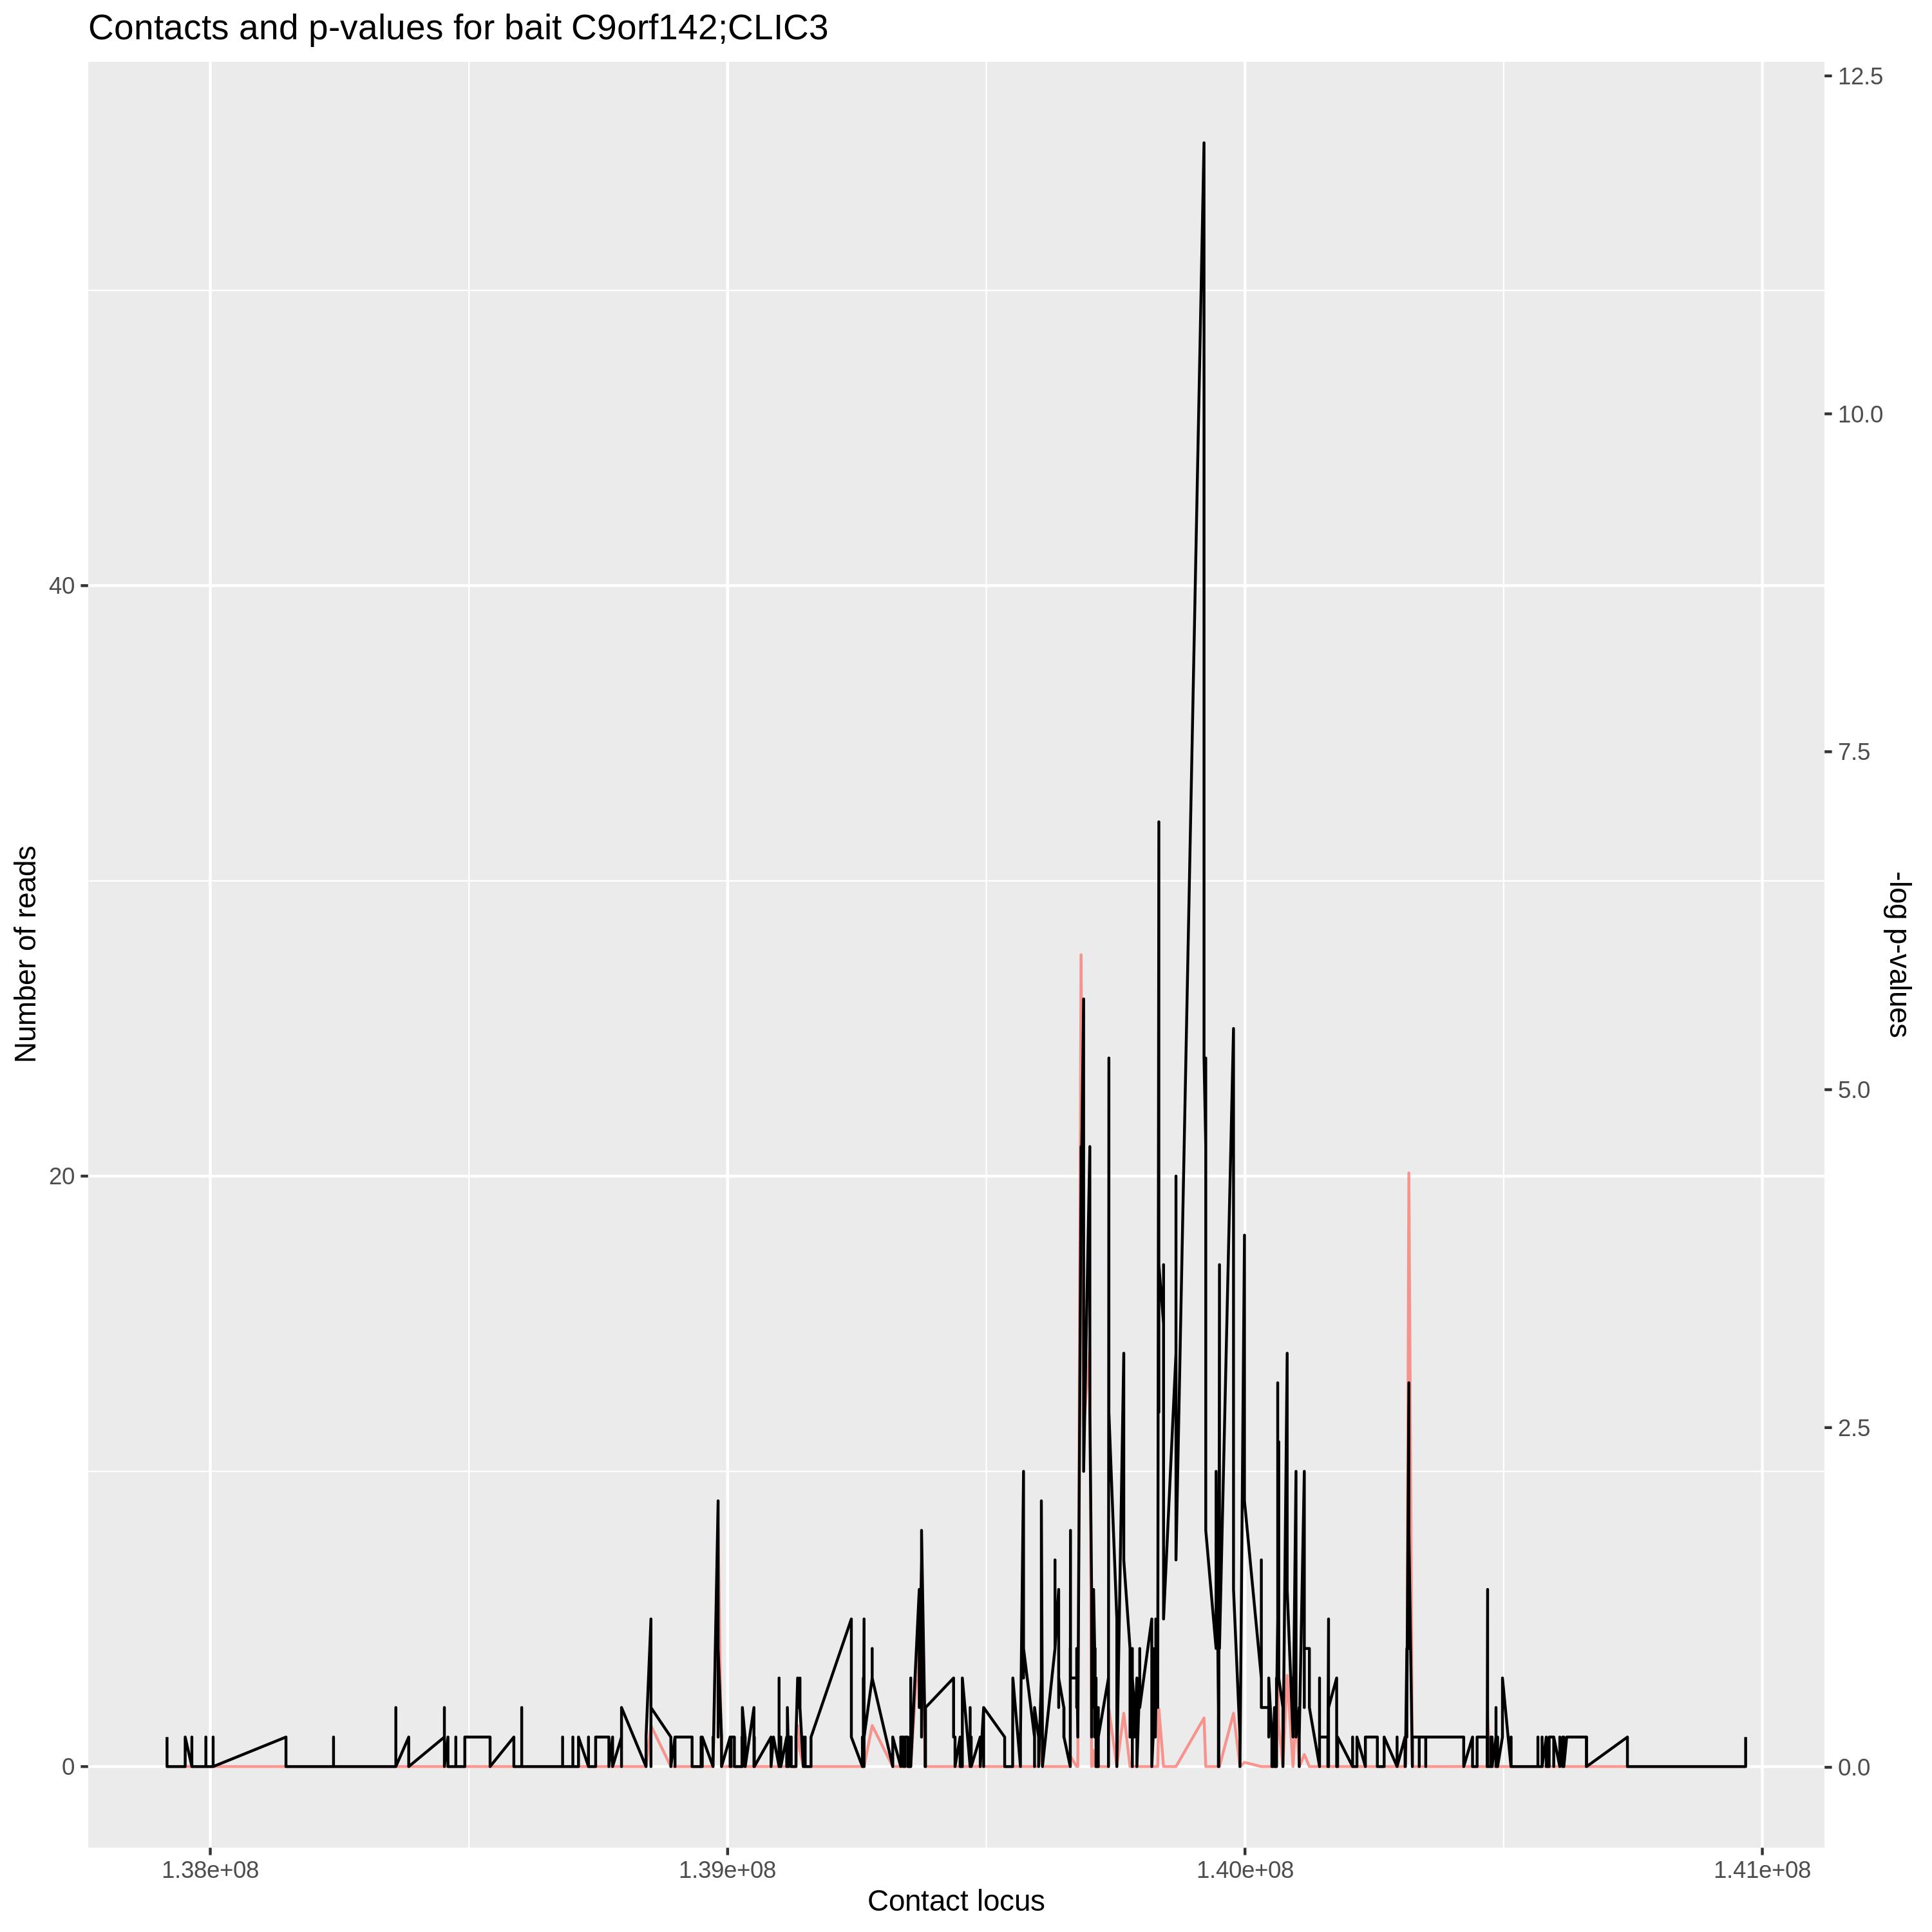 Contacts and p-values for bait C9orf142;CLIC3
12.5
10.0
40
7.5
Number of reads
-log p-values
5.0
20
2.5
0
0.0
1.38e+08
1.39e+08
1.40e+08
1.41e+08
Contact locus